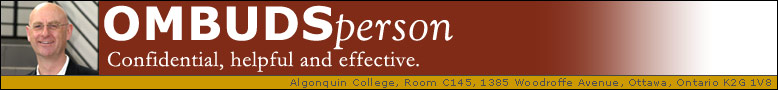 OMBUDSperson
Confidential, helpful and effective.
Algonquin College, Room C145, 1385 Woodroffe Avenue, Ottawa, Ontario K2G 1V8